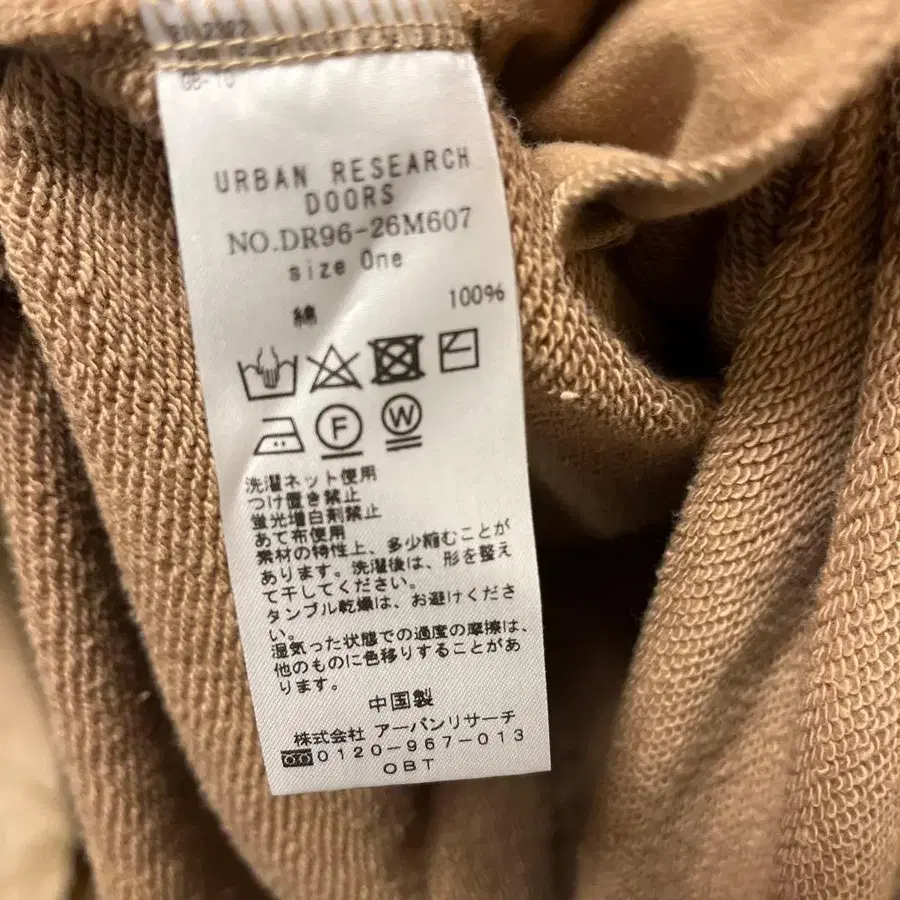 08-10
URBAN RESEARCH
DOORS
NO.DR96-26M607
size One
綿 100%
洗濯ネット使用
つけ置き禁止
蛍光増白剤禁止
あて布使用
素材の特性上、多少縮むことが
あります。洗濯後は、形を整え
て干してください。
タンブル乾燥は、お避けくださ
い。
湿気った状態での過度の摩擦は、
他のものに色移りすることがあ
ります。
中国製
株式会社 アーバンリサーチ
0120-967-013
OBT